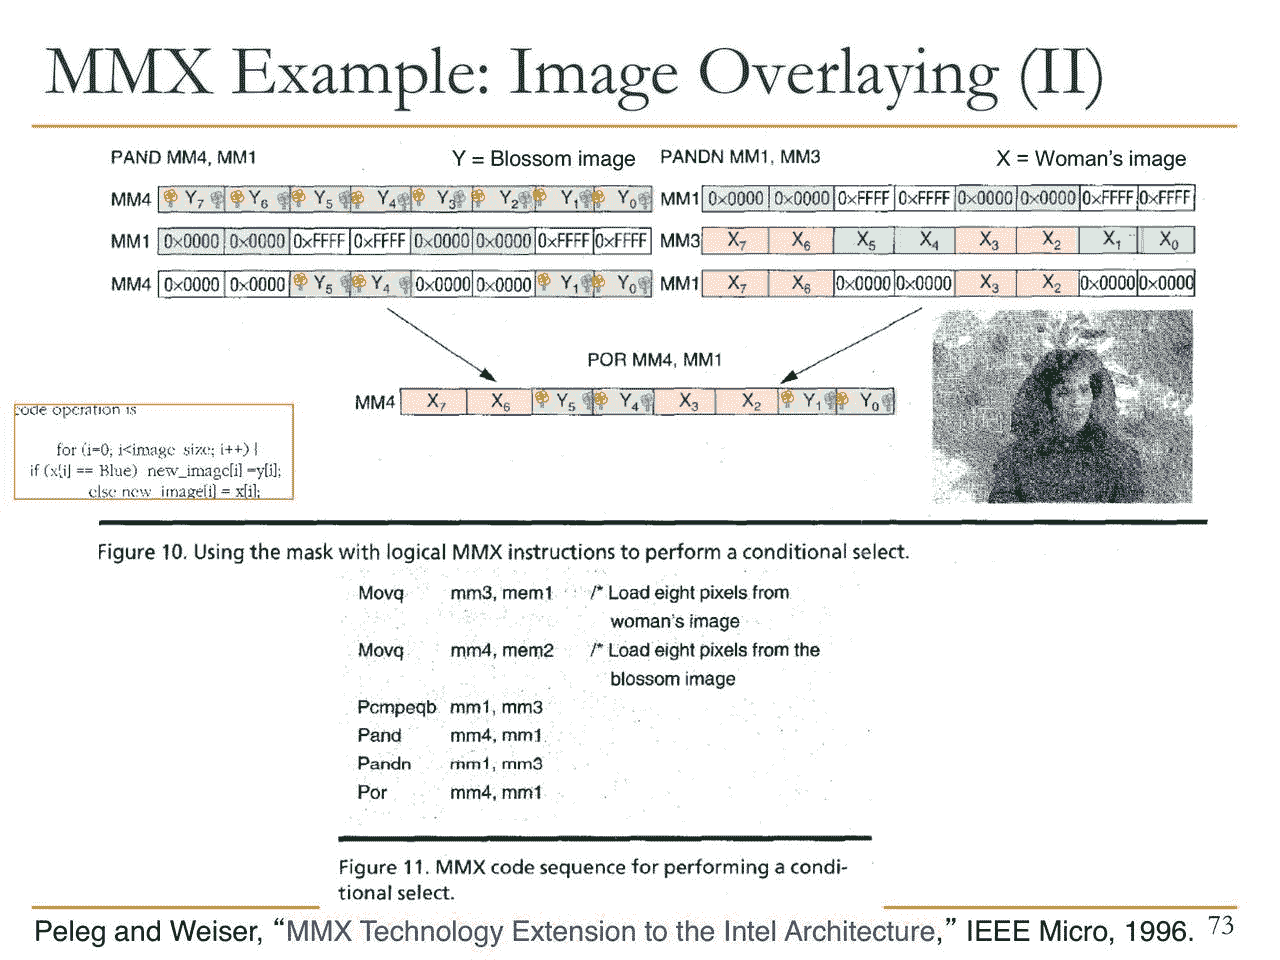 MMX Example: Image Overlaying (II)
PAND MM4, MM1
Y = Blossom image
MM4 Y7 Y6 Y5 Y4 Y3 Y2 Y1 Y0
MM1 0x0000 0x0000 0xFFFF 0xFFFF 0x0000 0x0000 0xFFFF 0xFFFF
MM4 0x0000 0x0000 Y5 Y4 0x0000 0x0000 Y1 Y0
PANDN MM1, MM3
X = Woman's image
MM1 0x0000 0x0000 0xFFFF 0xFFFF 0x0000 0x0000 0xFFFF 0xFFFF
MM3 X7 X6 X5 X4 X3 X2 X1 X0
MM1 X7 X6 0x0000 0x0000 X3 X2 0x0000 0x0000
POR MM4, MM1
MM4 X7 X6 Y5 Y4 X3 X2 Y1 Y0
code operation is
for (i=0; i<image_size; i++) {
if (x[i] == Blue) new_image[i] =y[i];
else new_image[i] = x[i];
Figure 10. Using the mask with logical MMX instructions to perform a conditional select.
Movq mm3, mem1 /* Load eight pixels from
woman's image
Movq mm4, mem2 /* Load eight pixels from the
blossom image
Pcmpeqb mm1, mm3
Pand mm4, mm1
Pandn mm1, mm3
Por mm4, mm1
Figure 11. MMX code sequence for performing a condi-
tional select.
Peleg and Weiser, “MMX Technology Extension to the Intel Architecture,” IEEE Micro, 1996.
73